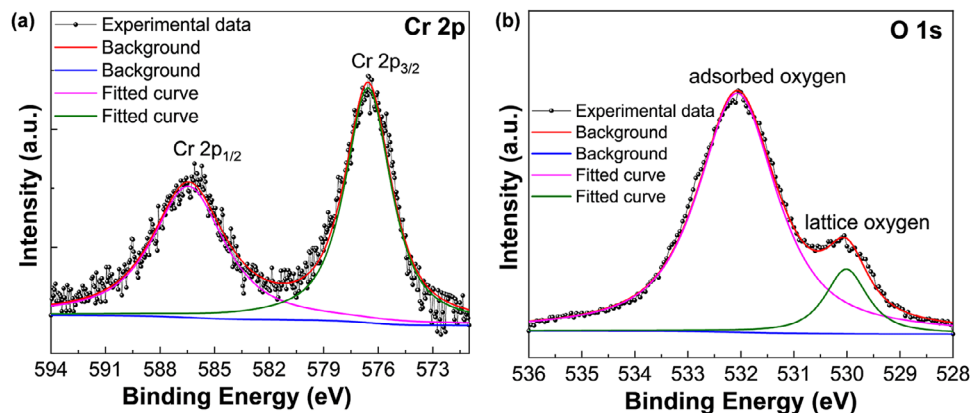 (a)
Cr 2p
Experimental data
Background
Background
Fitted curve
Fitted curve
Cr 2p3/2
Cr 2p1/2
Intensity (a.u.)
594 591 588 585 582 579 576 573
Binding Energy (eV)
(b)
O 1s
adsorbed oxygen
Experimental data
Background
Background
Fitted curve
Fitted curve
lattice oxygen
Intensity (a.u.)
536 535 534 533 532 531 530 529 528
Binding Energy (eV)